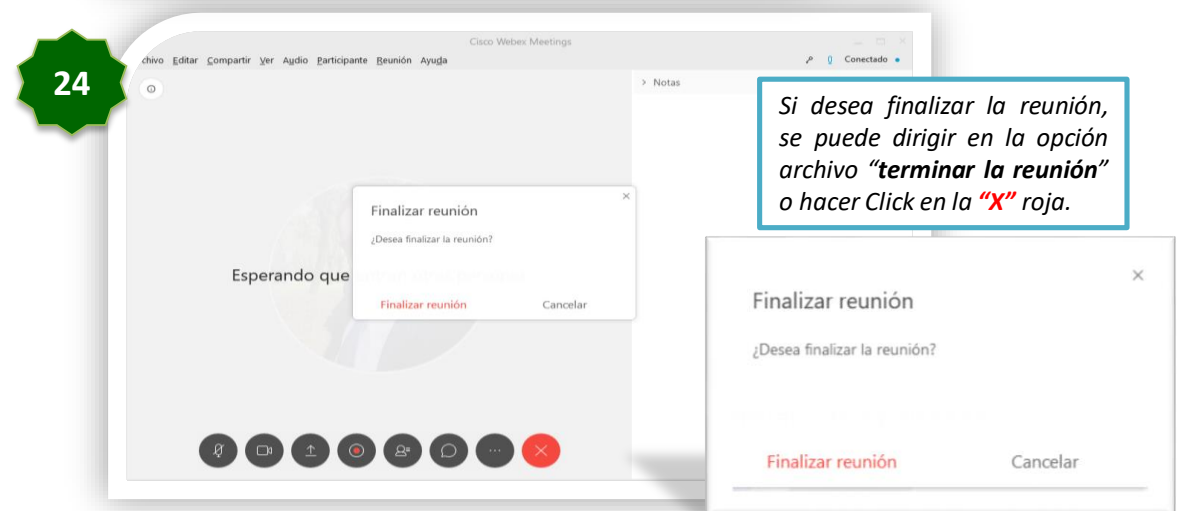 24
Cisco Webex Meetings
chivo Editar Compartir Ver Audio Participante Reunión Ayuda
Conectado
Notas
Si desea finalizar la reunión,
se puede dirigir en la opción
archivo “terminar la reunión”
o hacer Click en la “X” roja.
Finalizar reunión
¿Desea finalizar la reunión?
Esperando que
Finalizar reunión Cancelar
Finalizar reunión
¿Desea finalizar la reunión?
Finalizar reunión Cancelar